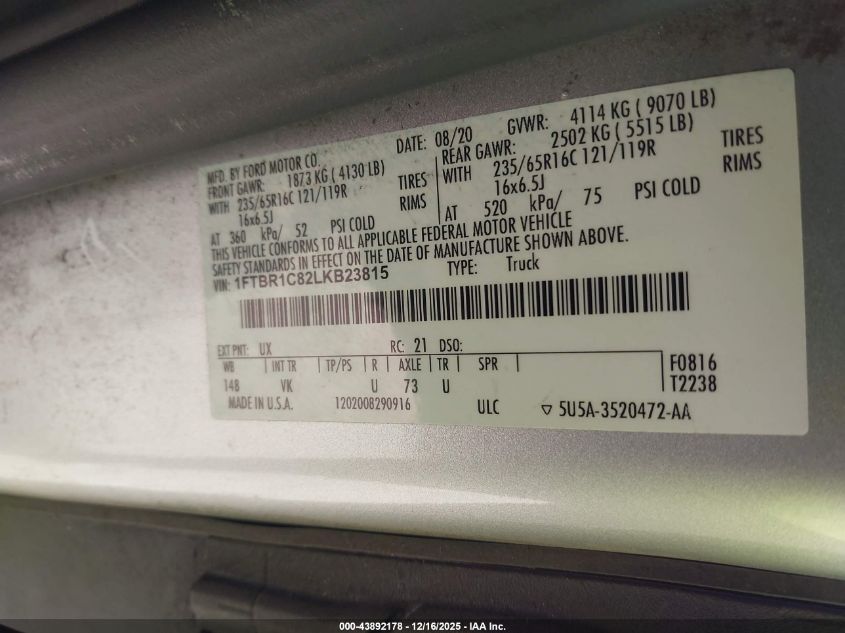 MFD. BY FORD MOTOR CO. DATE: 08/20 GVWR: 4114 KG ( 9070 LB)
FRONT GAWR: 1873 KG ( 4130 LB) REAR GAWR: 2502 KG ( 5515 LB)
WITH 235/65R16C 121/119R TIRES WITH 235/65R16C 121/119R TIRES
16x6.5J RIMS 16x6.5J RIMS
AT 360 kPa/ 52 PSI COLD AT 520 kPa/ 75 PSI COLD
THIS VEHICLE CONFORMS TO ALL APPLICABLE FEDERAL MOTOR VEHICLE
SAFETY STANDARDS IN EFFECT ON THE DATE OF MANUFACTURE SHOWN ABOVE.
VIN: 1FTBR1C82LKB23815 TYPE: Truck
EXT PNT: UX RC: 21 DSO:
WB INT TR TP/PS R AXLE TR SPR F0816
148 VK U 73 U T2238
MADE IN U.S.A. 1202008290916 ULC ▽ 5U5A-3520472-AA
000-43892178 - 12/16/2025 - IAA Inc.